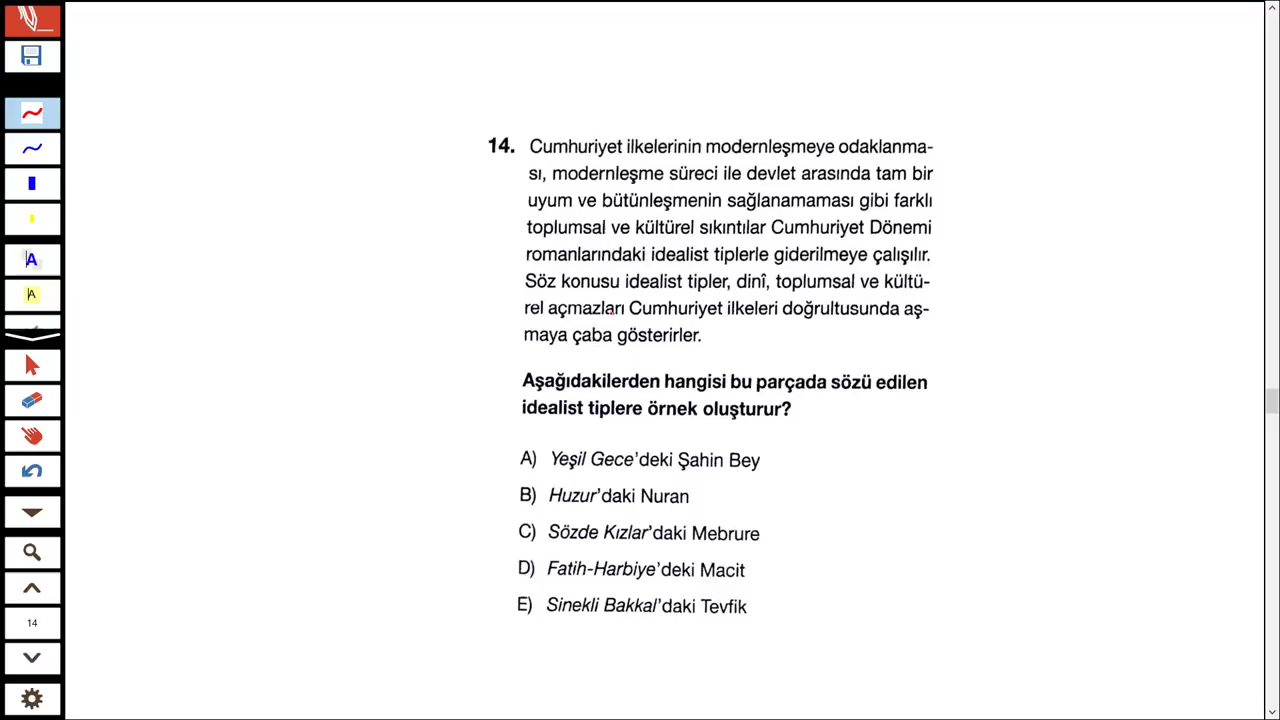 14. Cumhuriyet ilkelerinin modernleşmeye odaklanma-
sı, modernleşme süreci ile devlet arasında tam bir
uyum ve bütünleşmenin sağlanamaması gibi farklı
toplumsal ve kültürel sıkıntılar Cumhuriyet Dönemi
romanlarındaki idealist tiplerle giderilmeye çalışılır.
Söz konusu idealist tipler, dinî, toplumsal ve kültü-
rel açmazları Cumhuriyet ilkeleri doğrultusunda aş-
maya çaba gösterirler.
Aşağıdakilerden hangisi bu parçada sözü edilen
idealist tiplere örnek oluşturur?
A) Yeşil Gece'deki Şahin Bey
B) Huzur'daki Nuran
C) Sözde Kızlar'daki Mebrure
D) Fatih-Harbiye'deki Macit
E) Sinekli Bakkal'daki Tevfik
A
A
14